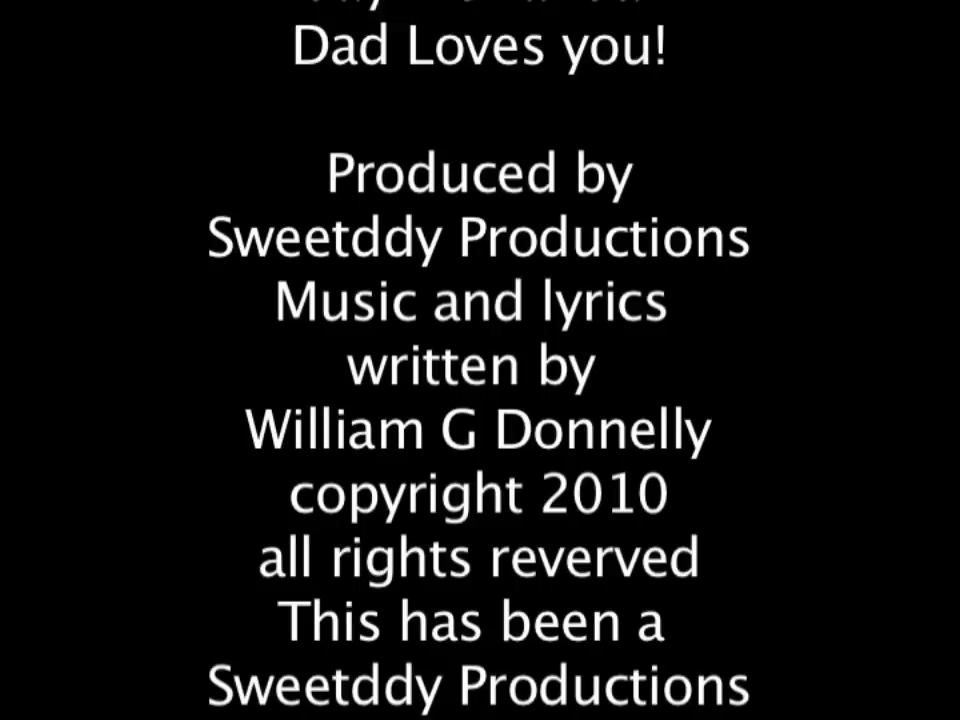 Dad Loves you!
Produced by
Sweetddy Productions
Music and lyrics
written by
William G Donnelly
copyright 2010
all rights reverved
This has been a
Sweetddy Productions